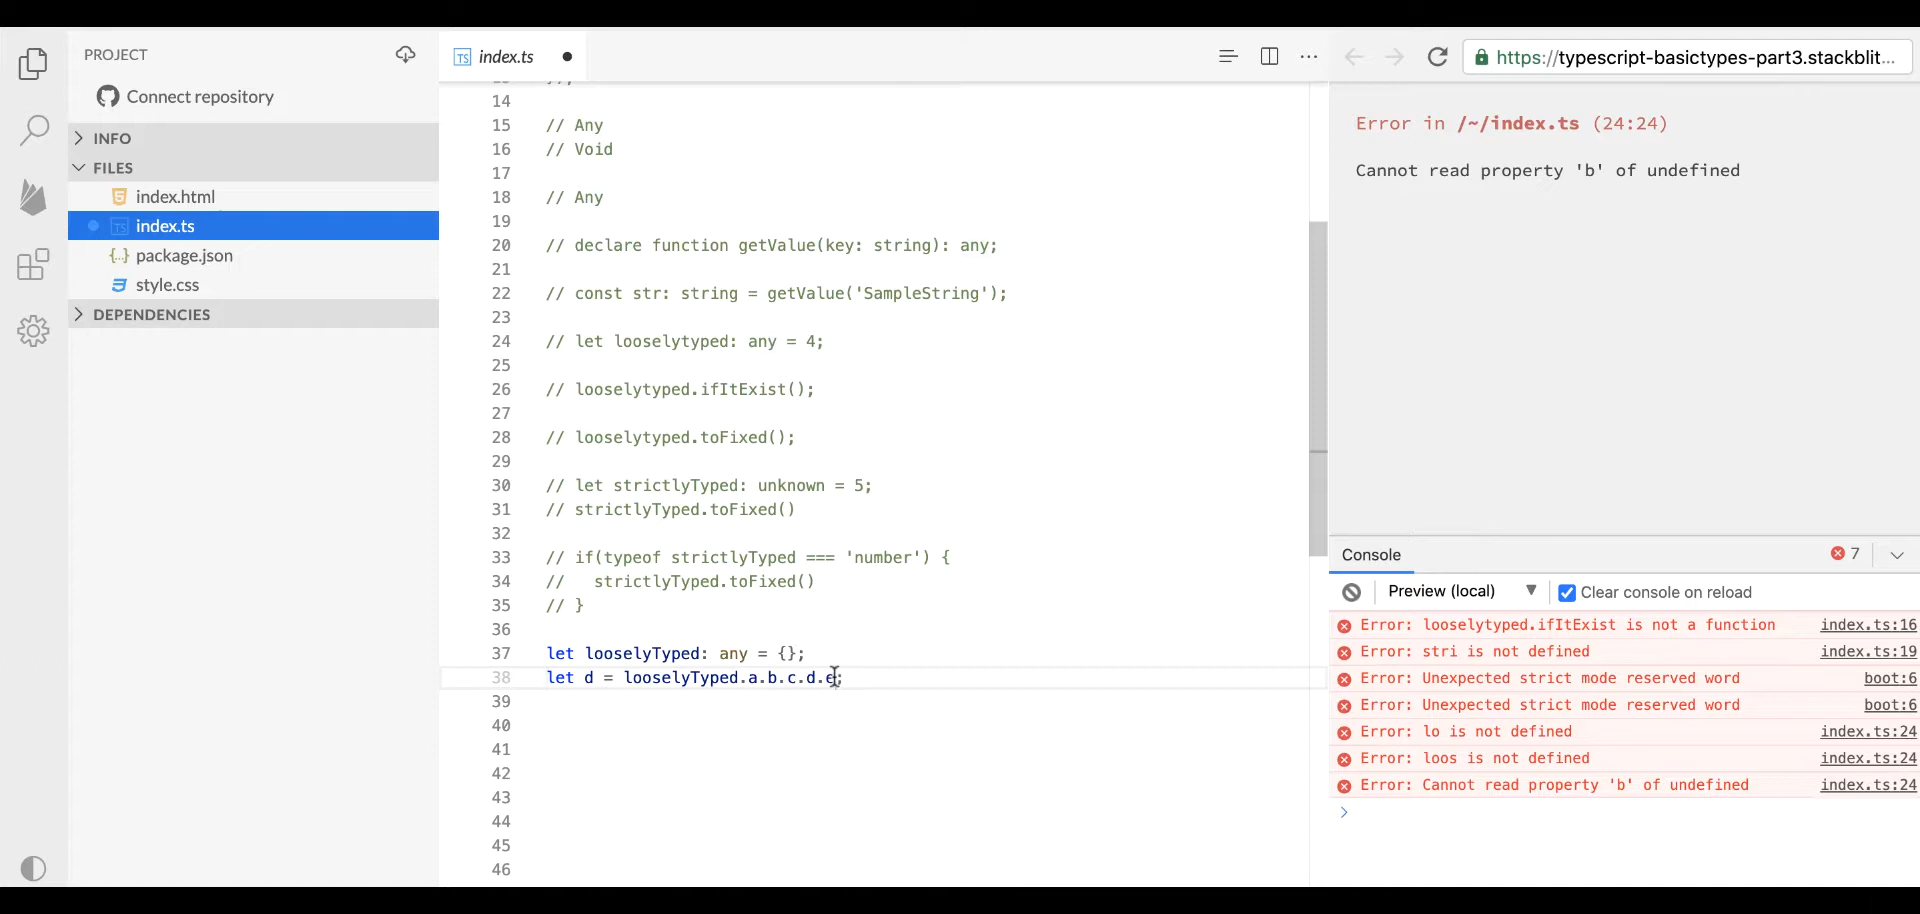 PROJECT
Connect repository
INFO
FILES
index.html
TS index.ts
package.json
style.css
DEPENDENCIES
TS index.ts
14
15 // Any
16 // Void
17
18 // Any
19
20 // declare function getValue(key: string): any;
21
22 // const str: string = getValue('SampleString');
23
24 // let looselytyped: any = 4;
25
26 // looselytyped.ifItExist();
27
28 // looselytyped.toFixed();
29
30 // let strictlyTyped: unknown = 5;
31 // strictlyTyped.toFixed()
32
33 // if(typeof strictlyTyped === 'number') {
34 //   strictlyTyped.toFixed()
35 // }
36
37 let looselyTyped: any = {};
38 let d = looselyTyped.a.b.c.d.e;
39
40
41
42
43
44
45
46
https://typescript-basictypes-part3.stackblit...
Error in /~/index.ts (24:24)
Cannot read property 'b' of undefined
Console 7
Preview (local) Clear console on reload
Error: looselytyped.ifItExist is not a function index.ts:16
Error: stri is not defined index.ts:19
Error: Unexpected strict mode reserved word boot:6
Error: Unexpected strict mode reserved word boot:6
Error: lo is not defined index.ts:24
Error: loos is not defined index.ts:24
Error: Cannot read property 'b' of undefined index.ts:24